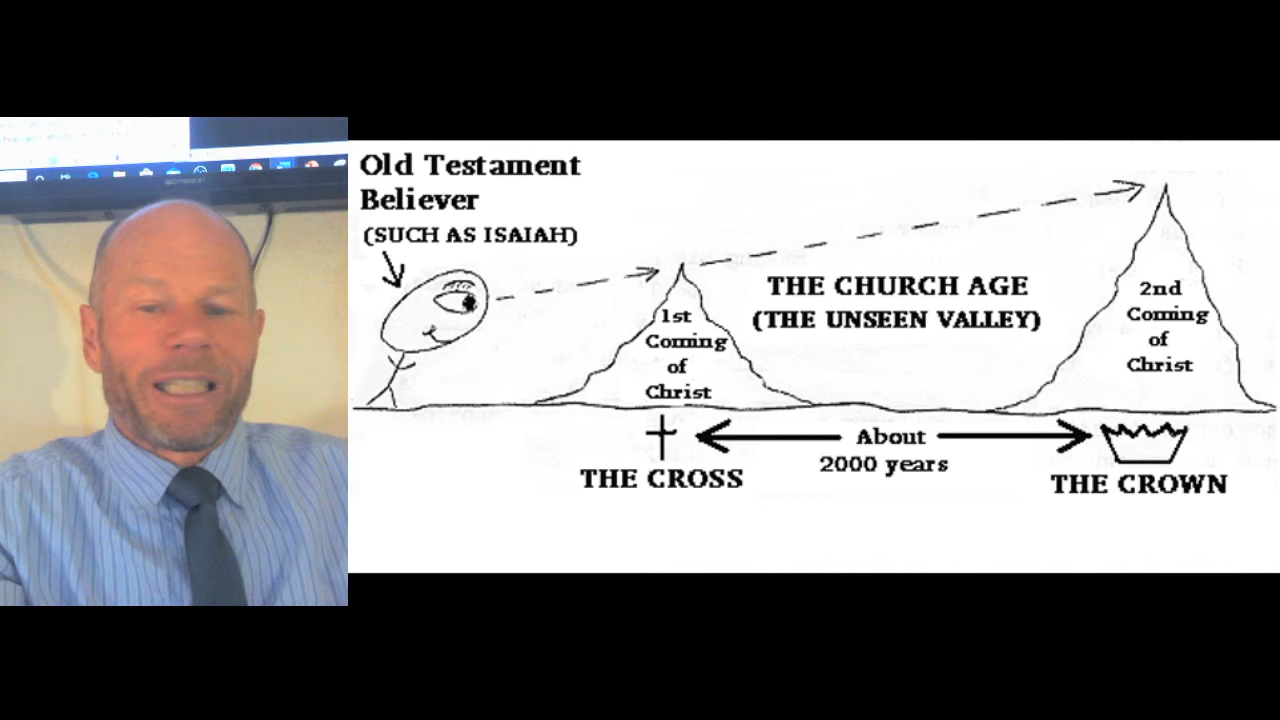 Old Testament
Believer
(SUCH AS ISAIAH)
THE CHURCH AGE
(THE UNSEEN VALLEY)
1st
Coming
of
Christ
2nd
Coming
of
Christ
About
2000 years
THE CROSS
THE CROWN